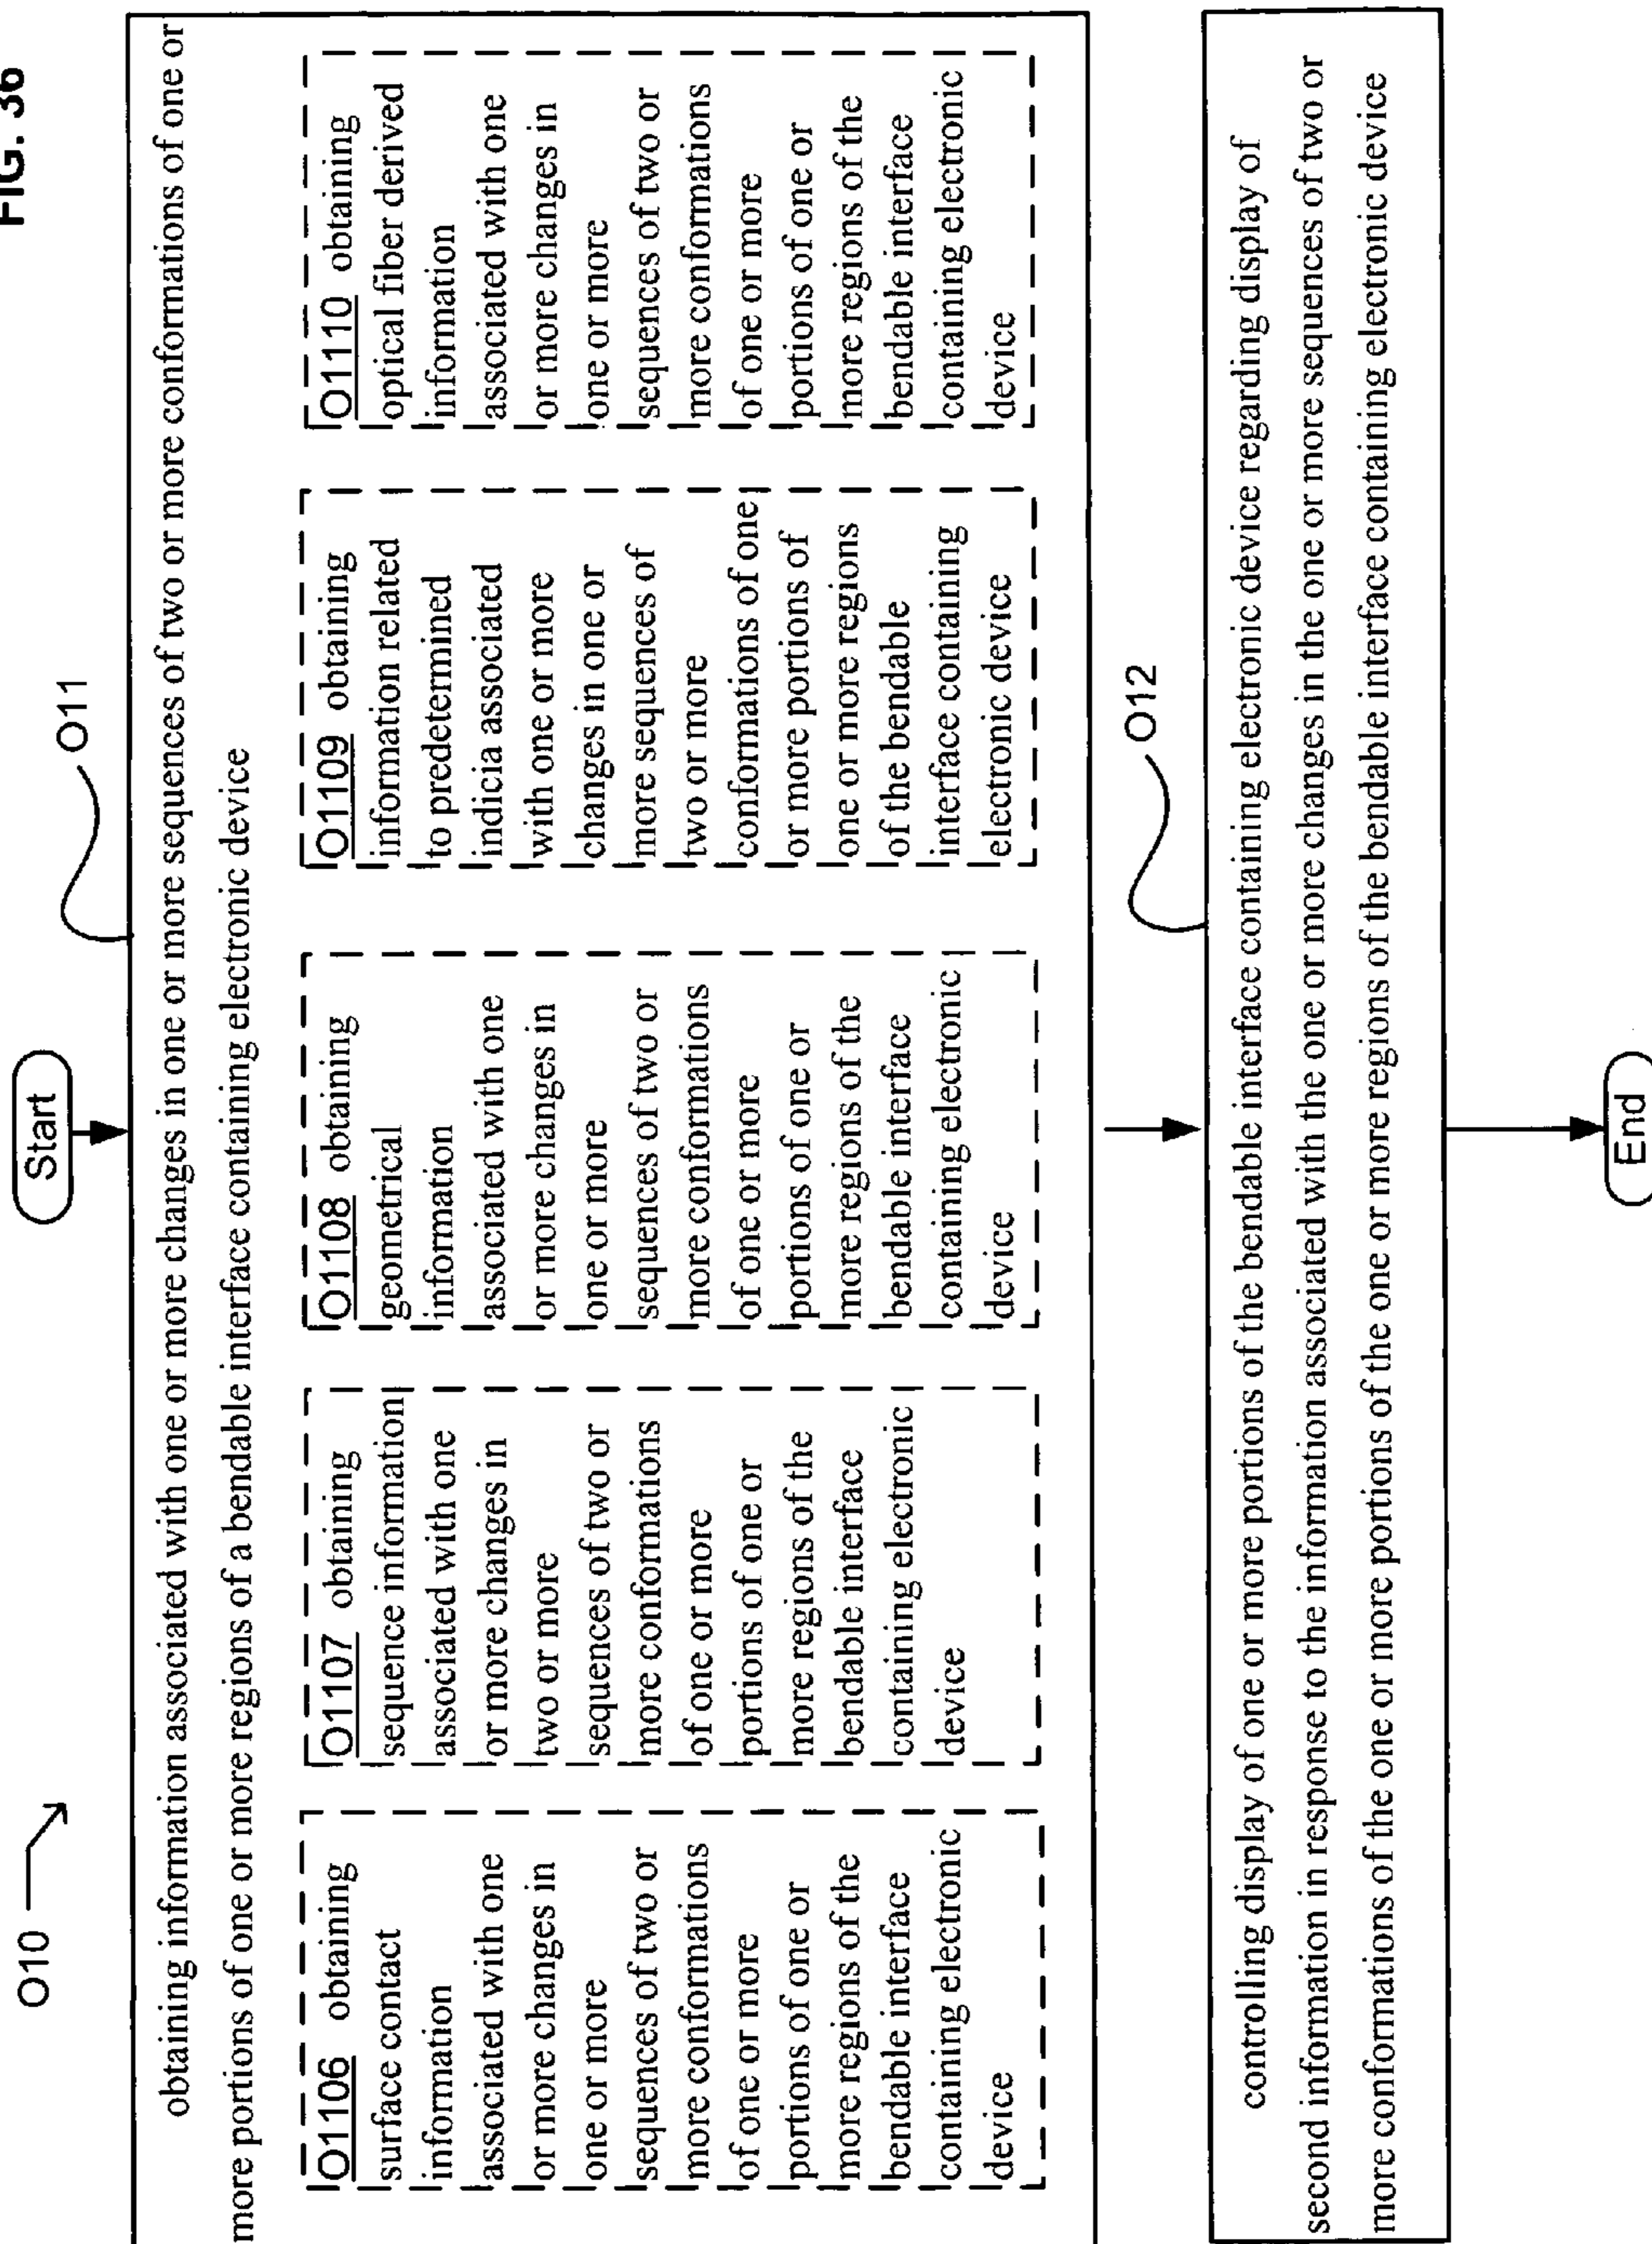 FIG. 36
O10
Start
O11
obtaining information associated with one or more changes in one or more sequences of two or more conformations of one or
more portions of one or more regions of a bendable interface containing electronic device
O1106 obtaining
surface contact
information
associated with one
or more changes in
one or more
sequences of two or
more conformations
of one or more
portions of one or
more regions of the
bendable interface
containing electronic
device
O1107 obtaining
sequence information
associated with one
or more changes in
two or more
sequences of two or
more conformations
of one or more
portions of one or
more regions of the
bendable interface
containing electronic
device
O1108 obtaining
geometrical
information
associated with one
or more changes in
one or more
sequences of two or
more conformations
of one or more
portions of one or
more regions of the
bendable interface
containing electronic
device
O1109 obtaining
information related
to predetermined
indicia associated
with one or more
changes in one or
more sequences of
two or more
conformations of one
or more portions of
one or more regions
of the bendable
interface containing
electronic device
O1110 obtaining
optical fiber derived
information
associated with one
or more changes in
one or more
sequences of two or
more conformations
of one or more
portions of one or
more regions of the
bendable interface
containing electronic
device
O12
controlling display of one or more portions of the bendable interface containing electronic device regarding display of
second information in response to the information associated with the one or more changes in the one or more sequences of two or
more conformations of the one or more portions of the one or more regions of the bendable interface containing electronic device
End